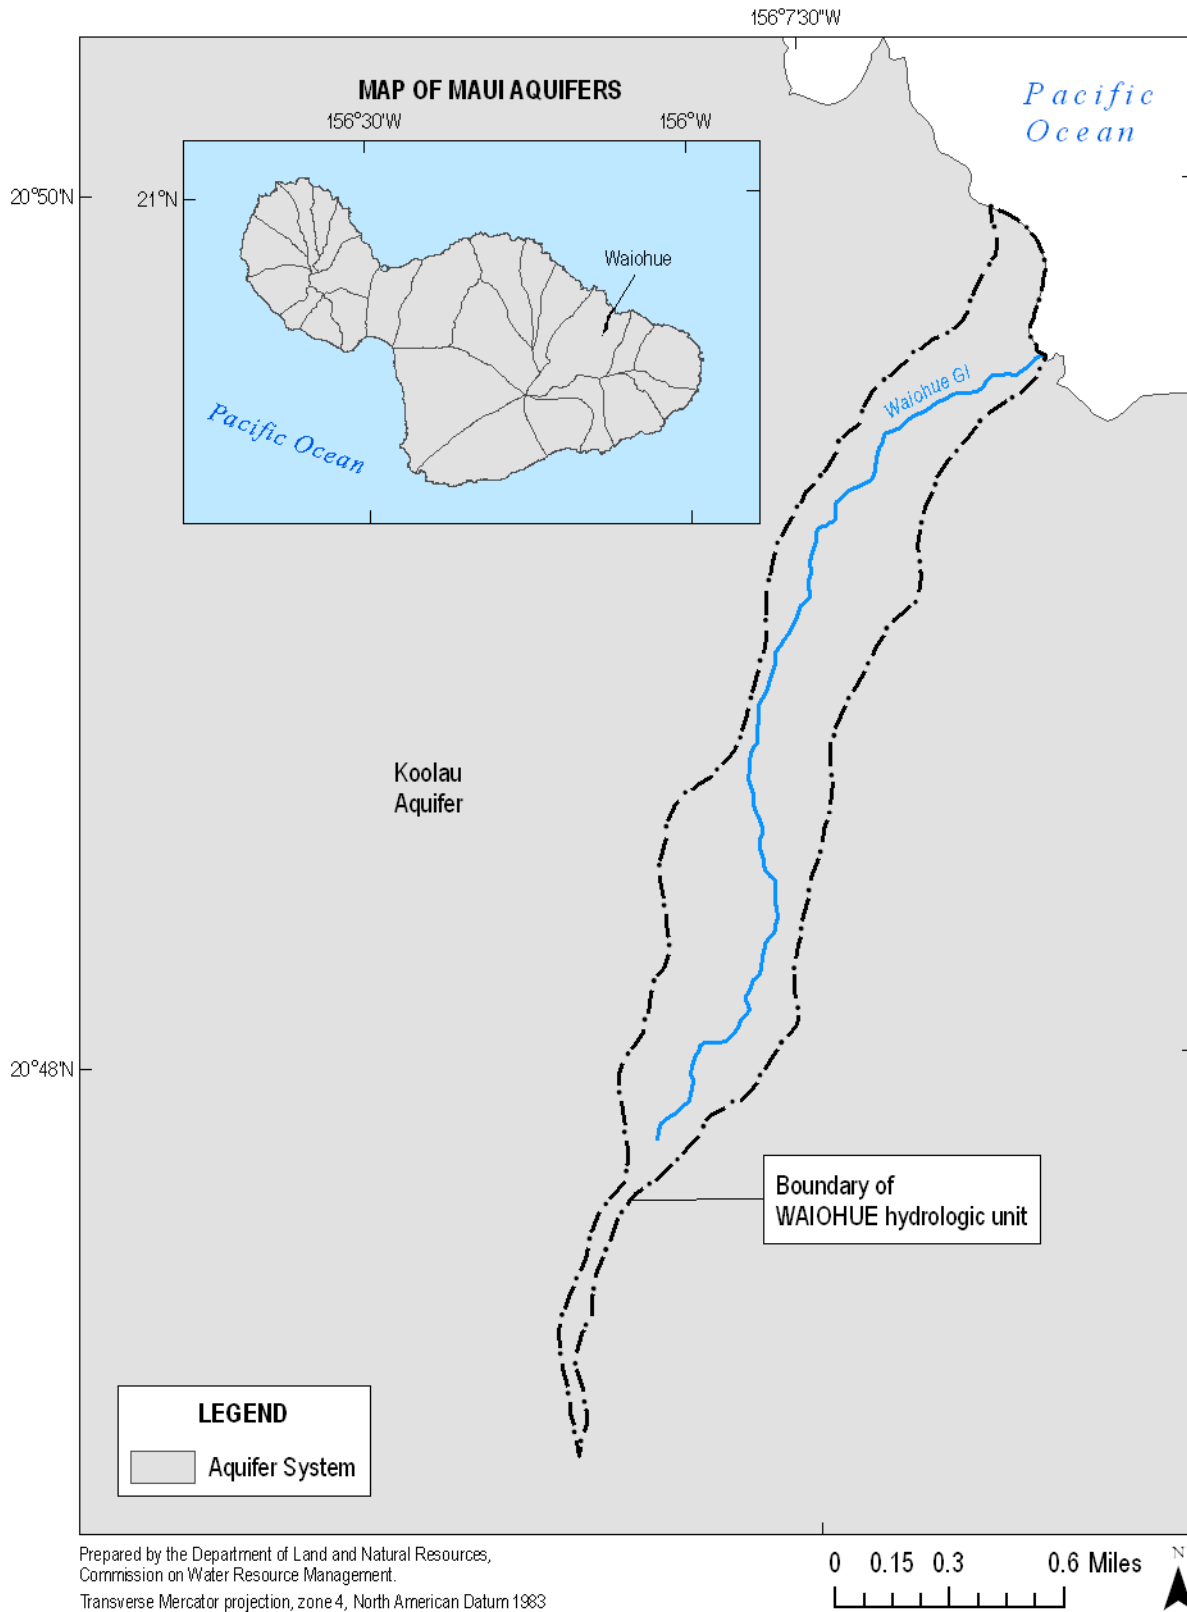 156°7'30"W
Pacific
Ocean
MAP OF MAUI AQUIFERS
156°30'W
156°W
20°50'N
21°N
Waiohue
Pacific Ocean
Waiohue Gl
Koolau
Aquifer
20°48'N
Boundary of
WAIOHUE hydrologic unit
LEGEND
Aquifer System
Prepared by the Department of Land and Natural Resources,
Commission on Water Resource Management.
Transverse Mercator projection, zone 4, North American Datum 1983
0 0.15 0.3 0.6 Miles
N